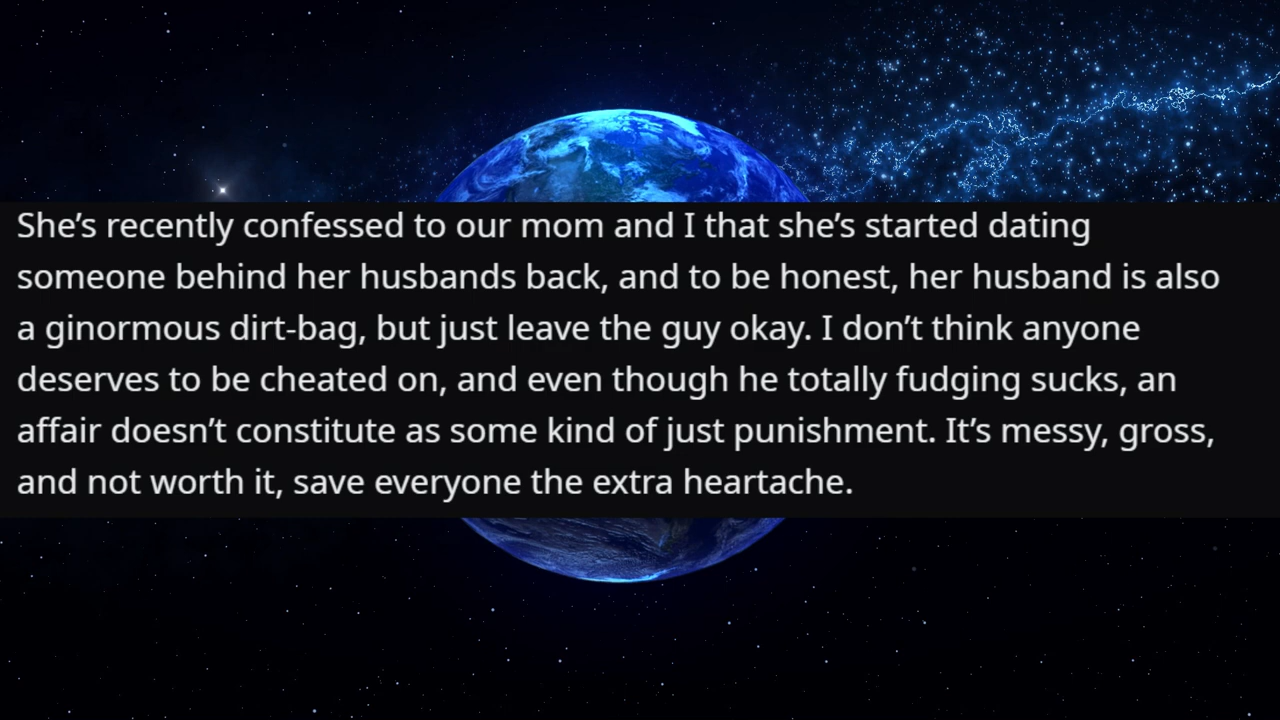 She’s recently confessed to our mom and I that she’s started dating
someone behind her husbands back, and to be honest, her husband is also
a ginormous dirt-bag, but just leave the guy okay. I don’t think anyone
deserves to be cheated on, and even though he totally fudging sucks, an
affair doesn’t constitute as some kind of just punishment. It’s messy, gross,
and not worth it, save everyone the extra heartache.